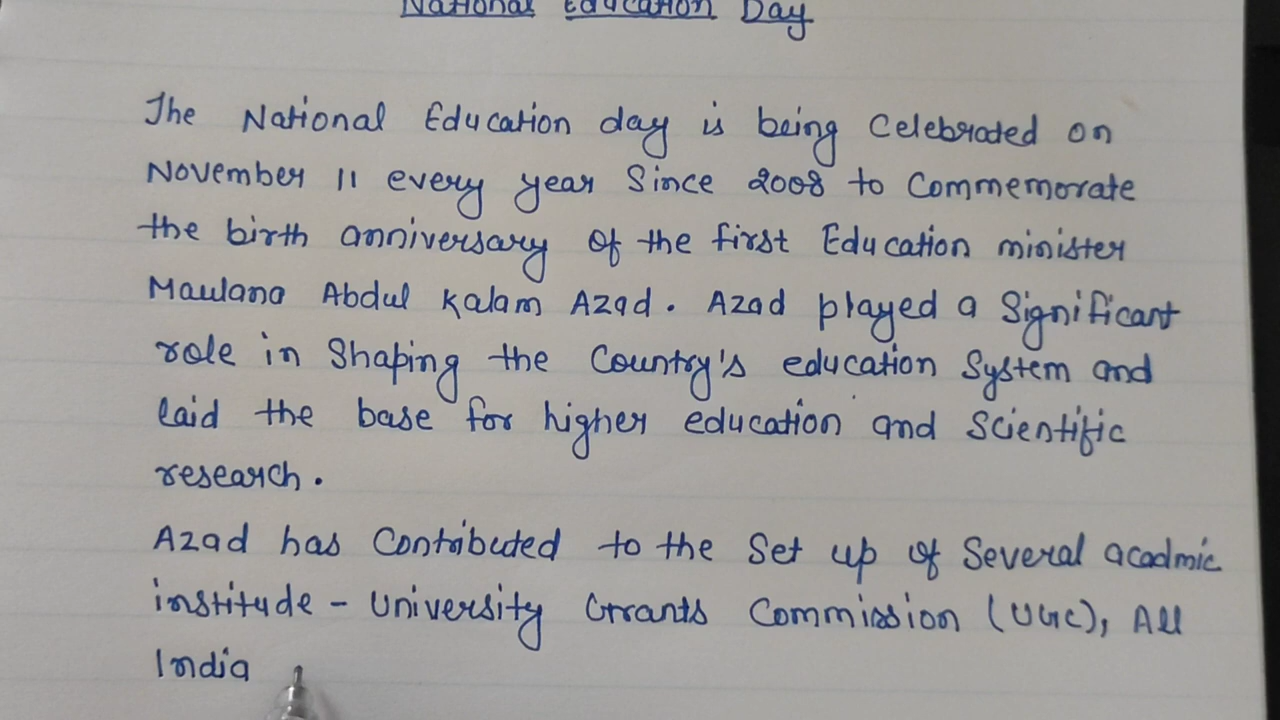 National Education Day
The National Education day is being Celebrated on
November 11 every year Since 2008 to Commemorate
the birth anniversary of the first Education minister
Maulana Abdul Kalam Azad. Azad played a Significant
role in Shaping the Country's education System and
laid the base for higher education and Scientific
research.
Azad has Contributed to the Set up of Several acadmic
institude - University Grants Commission (UGC), All
India